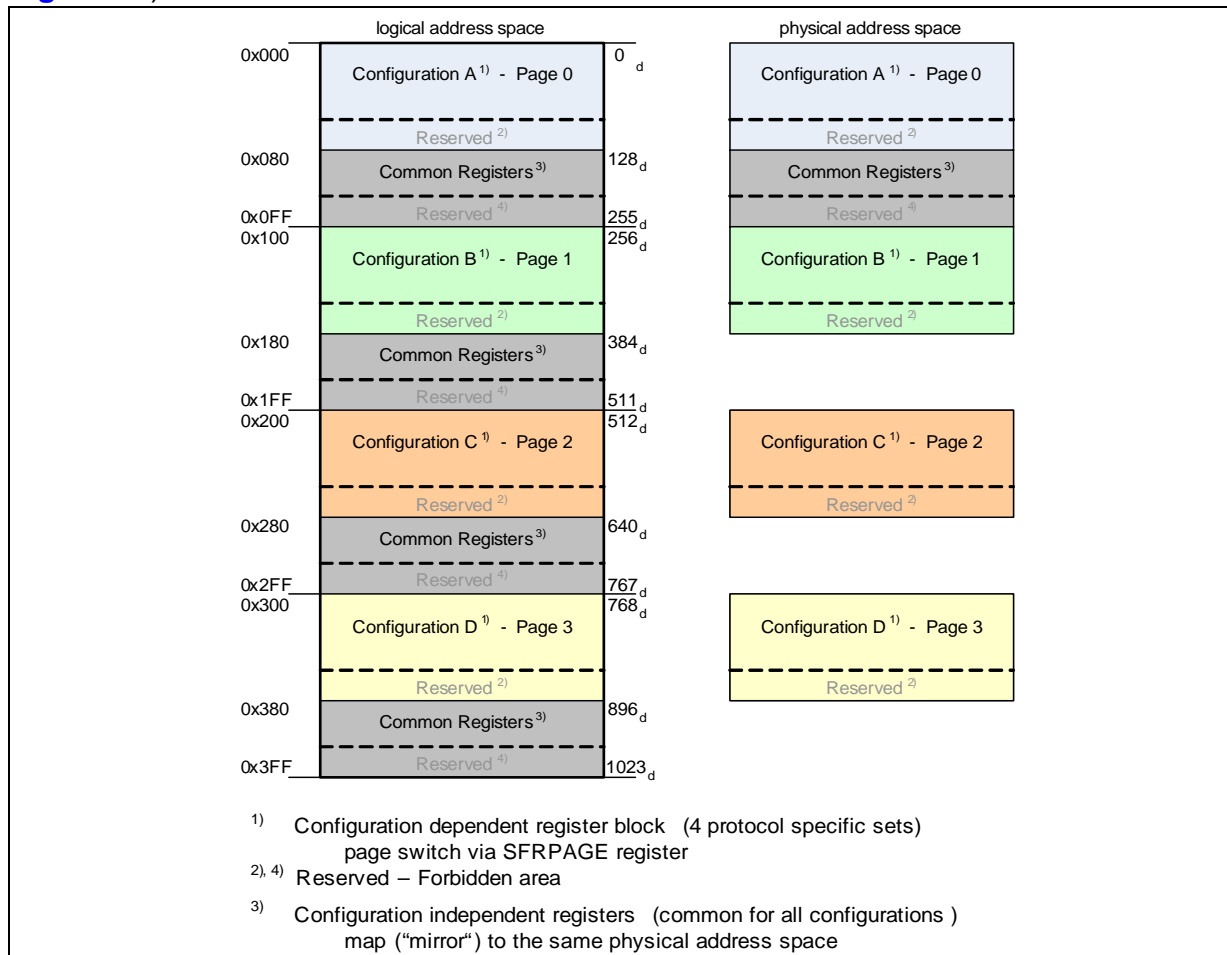 logical address space physical address space
0x000 0 d
Configuration A 1) - Page 0 Configuration A 1) - Page 0
Reserved 2) Reserved 2)
0x080 128 d
Common Registers 3) Common Registers 3)
Reserved 4) Reserved 4)
0x0FF 255 d
0x100 256 d
Configuration B 1) - Page 1 Configuration B 1) - Page 1
Reserved 2) Reserved 2)
0x180 384 d
Common Registers 3)
Reserved 4)
0x1FF 511 d
0x200 512 d
Configuration C 1) - Page 2 Configuration C 1) - Page 2
Reserved 2) Reserved 2)
0x280 640 d
Common Registers 3)
Reserved 4)
0x2FF 767 d
0x300 768 d
Configuration D 1) - Page 3 Configuration D 1) - Page 3
Reserved 2) Reserved 2)
0x380 896 d
Common Registers 3)
Reserved 4)
0x3FF 1023 d
1) Configuration dependent register block (4 protocol specific sets)
page switch via SFRPAGE register
2), 4) Reserved – Forbidden area
3) Configuration independent registers (common for all configurations )
map (“mirror“) to the same physical address space